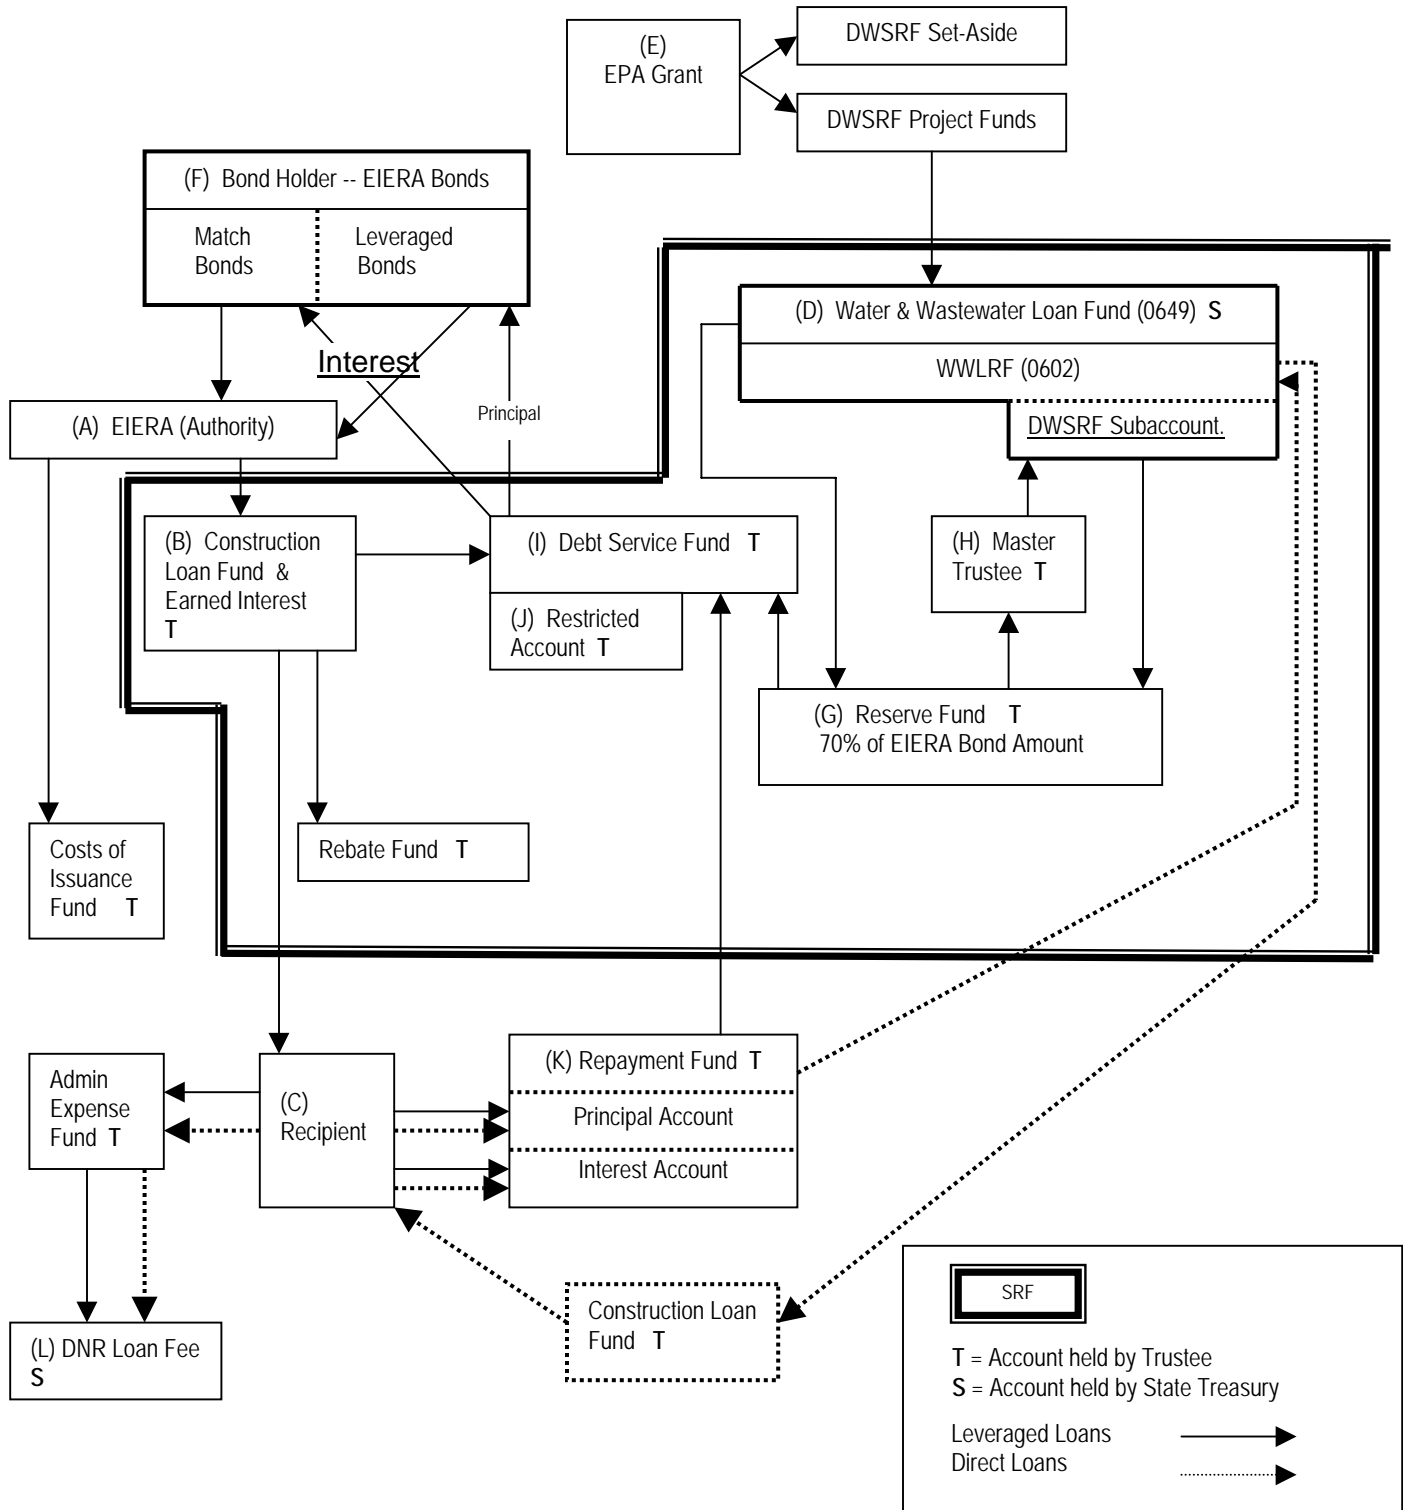 (E)
EPA Grant
DWSRF Set-Aside
DWSRF Project Funds
(F) Bond Holder -- EIERA Bonds
Match
Bonds
Leveraged
Bonds
(D) Water & Wastewater Loan Fund (0649) S
WWLRF (0602)
DWSRF Subaccount.
Interest
Principal
(A) EIERA (Authority)
(B) Construction
Loan Fund &
Earned Interest
T
(I) Debt Service Fund T
(J) Restricted
Account T
(H) Master
Trustee T
(G) Reserve Fund T
70% of EIERA Bond Amount
Costs of
Issuance
Fund T
Rebate Fund T
Admin
Expense
Fund T
(C)
Recipient
(K) Repayment Fund T
Principal Account
Interest Account
(L) DNR Loan Fee
S
Construction Loan
Fund T
SRF
T = Account held by Trustee
S = Account held by State Treasury
Leveraged Loans
Direct Loans